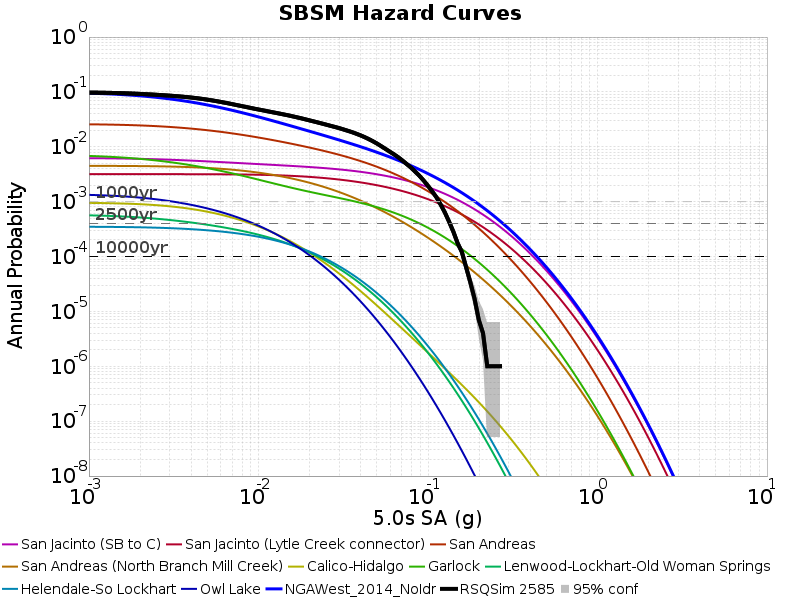 SBSM Hazard Curves
10^0
10^-1
10^-2
10^-3
10^-4
10^-5
10^-6
10^-7
10^-8
Annual Probability
1000yr
2500yr
10000yr
10^-3 10^-2 10^-1 10^0 10^1
5.0s SA (g)
San Jacinto (SB to C) San Jacinto (Lytle Creek connector) San Andreas
San Andreas (North Branch Mill Creek) Calico-Hidalgo Garlock Lenwood-Lockhart-Old Woman Springs
Helendale-So Lockhart Owl Lake NGAWest_2014_NoIdr RSQSim 2585 95% conf